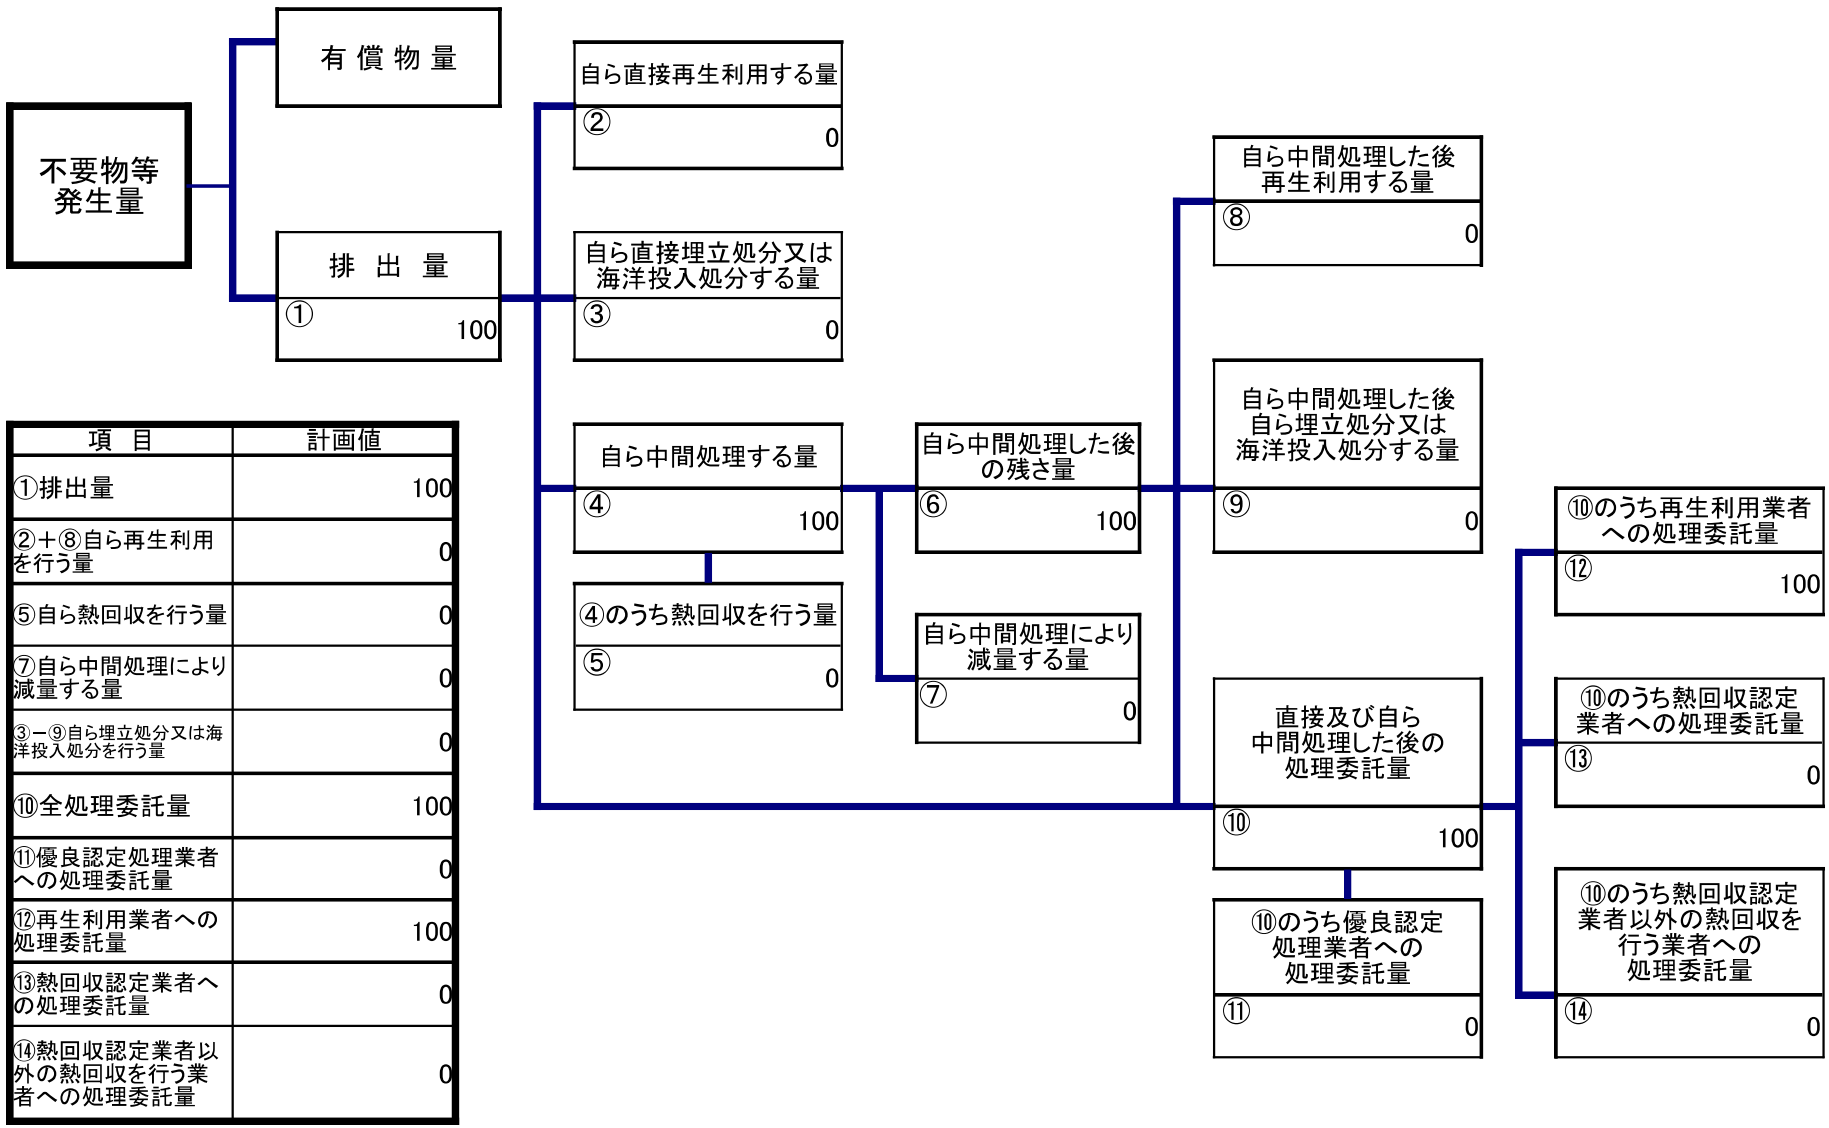 有償物量
不要物等
発生量
排出量
①
100
自ら直接再生利用する量
②
0
自ら直接埋立処分又は
海洋投入処分する量
③
0
自ら中間処理する量
④
100
④のうち熱回収を行う量
⑤
0
自ら中間処理した後
の残さ量
⑥
100
自ら中間処理により
減量する量
⑦
0
自ら中間処理した後
再生利用する量
⑧
0
自ら中間処理した後
自ら埋立処分又は
海洋投入処分する量
⑨
0
直接及び自ら
中間処理した後の
処理委託量
⑩
100
⑩のうち優良認定
処理業者への
処理委託量
⑪
0
⑩のうち再生利用業者
への処理委託量
⑫
100
⑩のうち熱回収認定
業者への処理委託量
⑬
0
⑩のうち熱回収認定
業者以外の熱回収を
行う業者への
処理委託量
⑭
0
項 目 計画値
①排出量 100
②＋⑧自ら再生利用
を行う量
0
⑤自ら熱回収を行う量 0
⑦自ら中間処理により
減量する量
0
③－⑨自ら埋立処分又は海
洋投入処分を行う量
0
⑩全処理委託量 100
⑪優良認定処理業者
への処理委託量
0
⑫再生利用業者への
処理委託量
100
⑬熱回収認定業者へ
の処理委託量
0
⑭熱回収認定業者以
外の熱回収を行う業
者への処理委託量
0